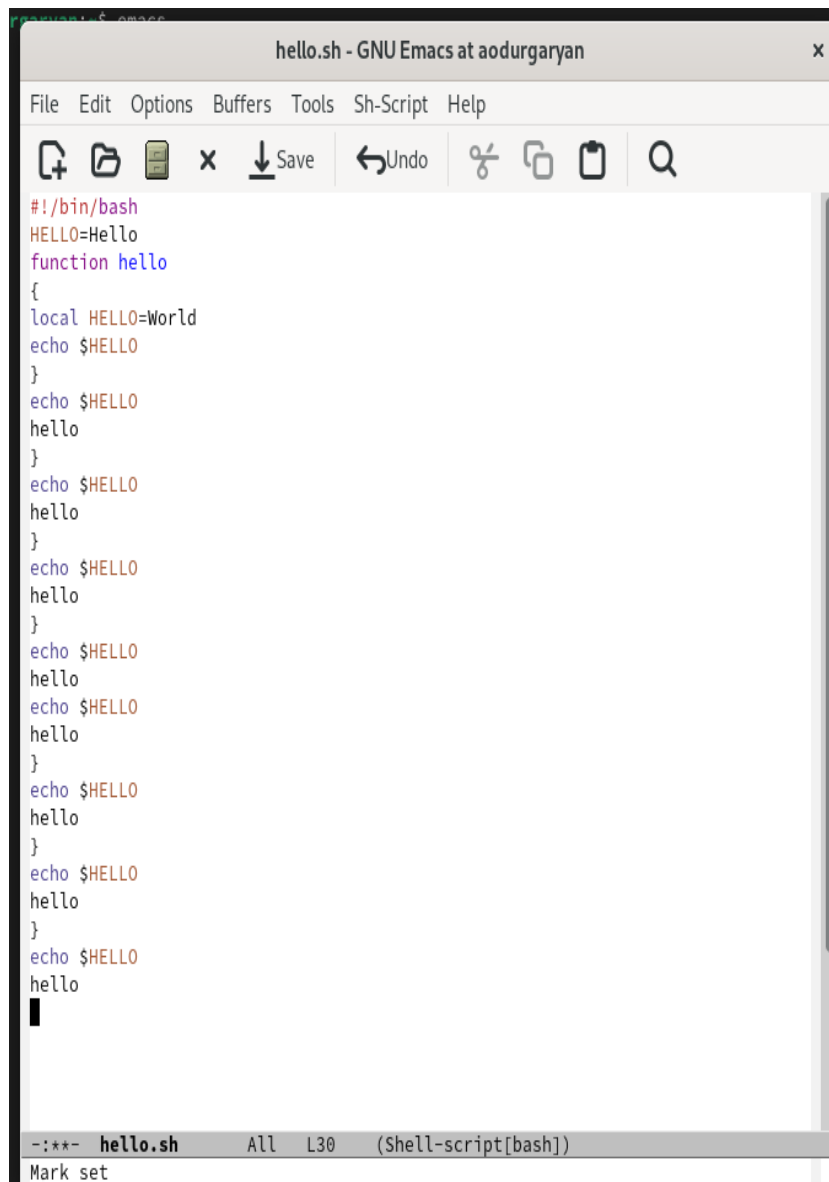 rgaryan:~$ emacs
hello.sh - GNU Emacs at aodurgaryan
File Edit Options Buffers Tools Sh-Script Help
Save Undo
#!/bin/bash
HELLO=Hello
function hello
{
local HELLO=World
echo $HELLO
}
echo $HELLO
hello
}
echo $HELLO
hello
}
echo $HELLO
hello
}
echo $HELLO
hello
echo $HELLO
hello
}
echo $HELLO
hello
}
echo $HELLO
hello
}
echo $HELLO
hello
-:**- hello.sh All L30 (Shell-script[bash])
Mark set